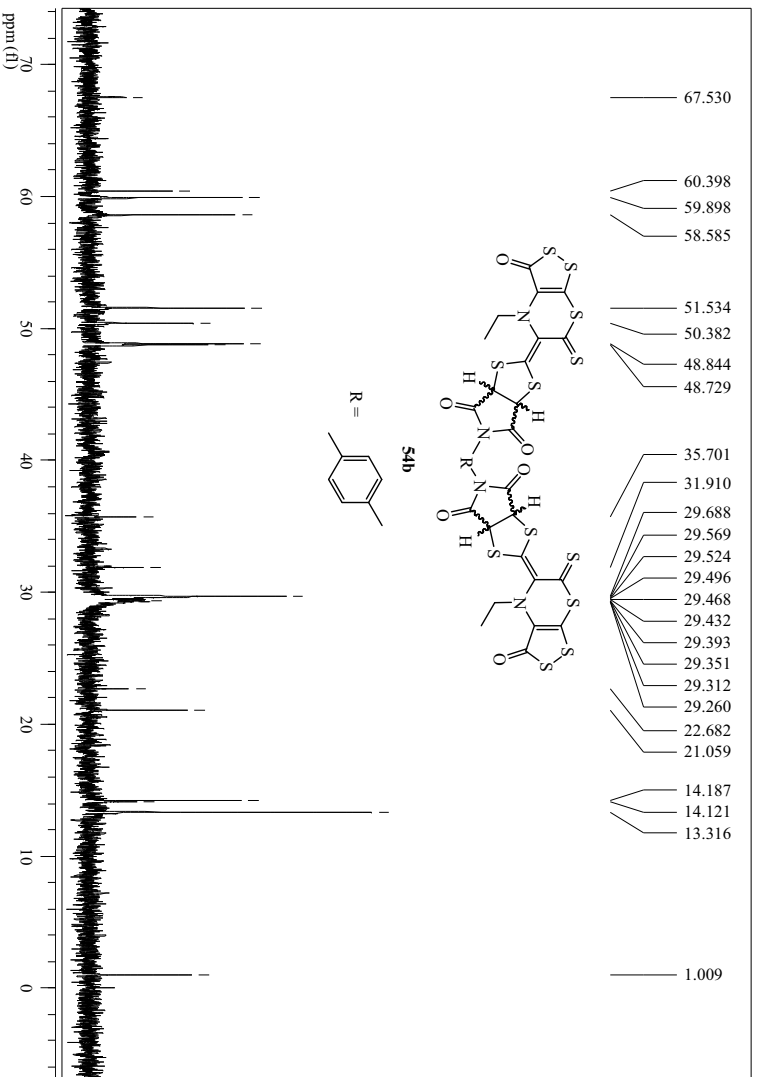 67.530
60.398
59.898
58.585
51.534
50.382
48.844
48.729
35.701
31.910
29.688
29.569
29.524
29.496
29.468
29.432
29.393
29.351
29.312
29.260
22.682
21.059
14.187
14.121
13.316
1.009
S
S
O
S
N
S
S
S
H
H
O
O
N
R
N
O
O
H
H
S
S
S
S
N
S
S
O
54b
R =
70
60
50
40
30
20
10
0
ppm (f1)